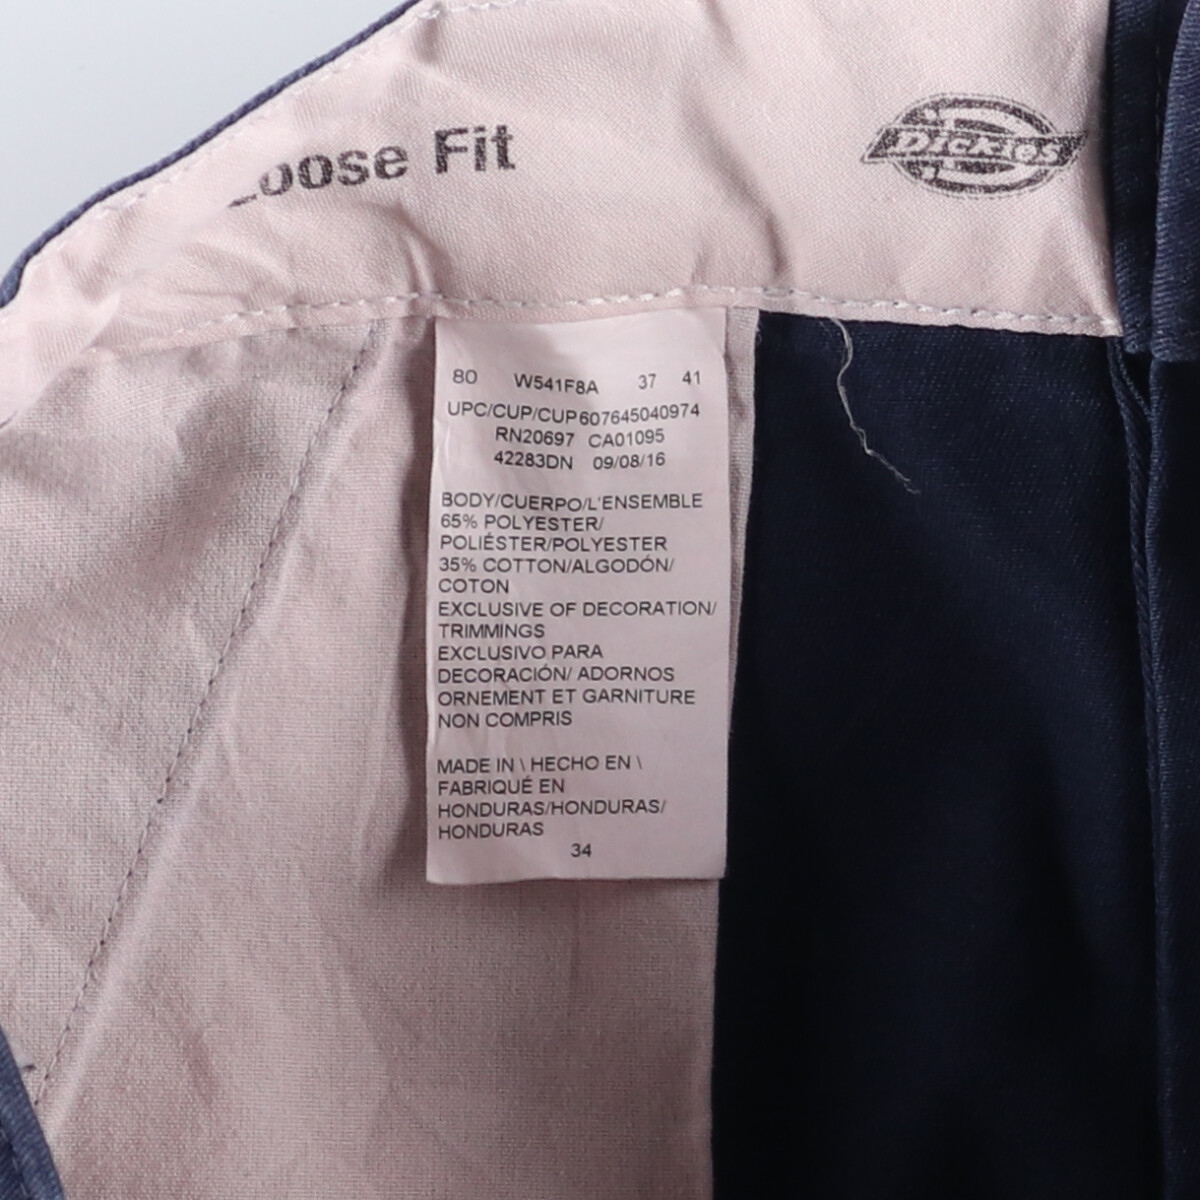 Loose Fit
Dickies
80 W541F8A 37 41
UPC/CUP/CUP607645040974
RN20697 CA01095
42283DN 09/08/16
BODY/CUERPO/L'ENSEMBLE
65% POLYESTER/
POLIÉSTER/POLYESTER
35% COTTON/ALGODÓN/
COTON
EXCLUSIVE OF DECORATION/
TRIMMINGS
EXCLUSIVO PARA
DECORACIÓN/ ADORNOS
ORNEMENT ET GARNITURE
NON COMPRIS
MADE IN \ HECHO EN \
FABRIQUÉ EN
HONDURAS/HONDURAS/
HONDURAS
34